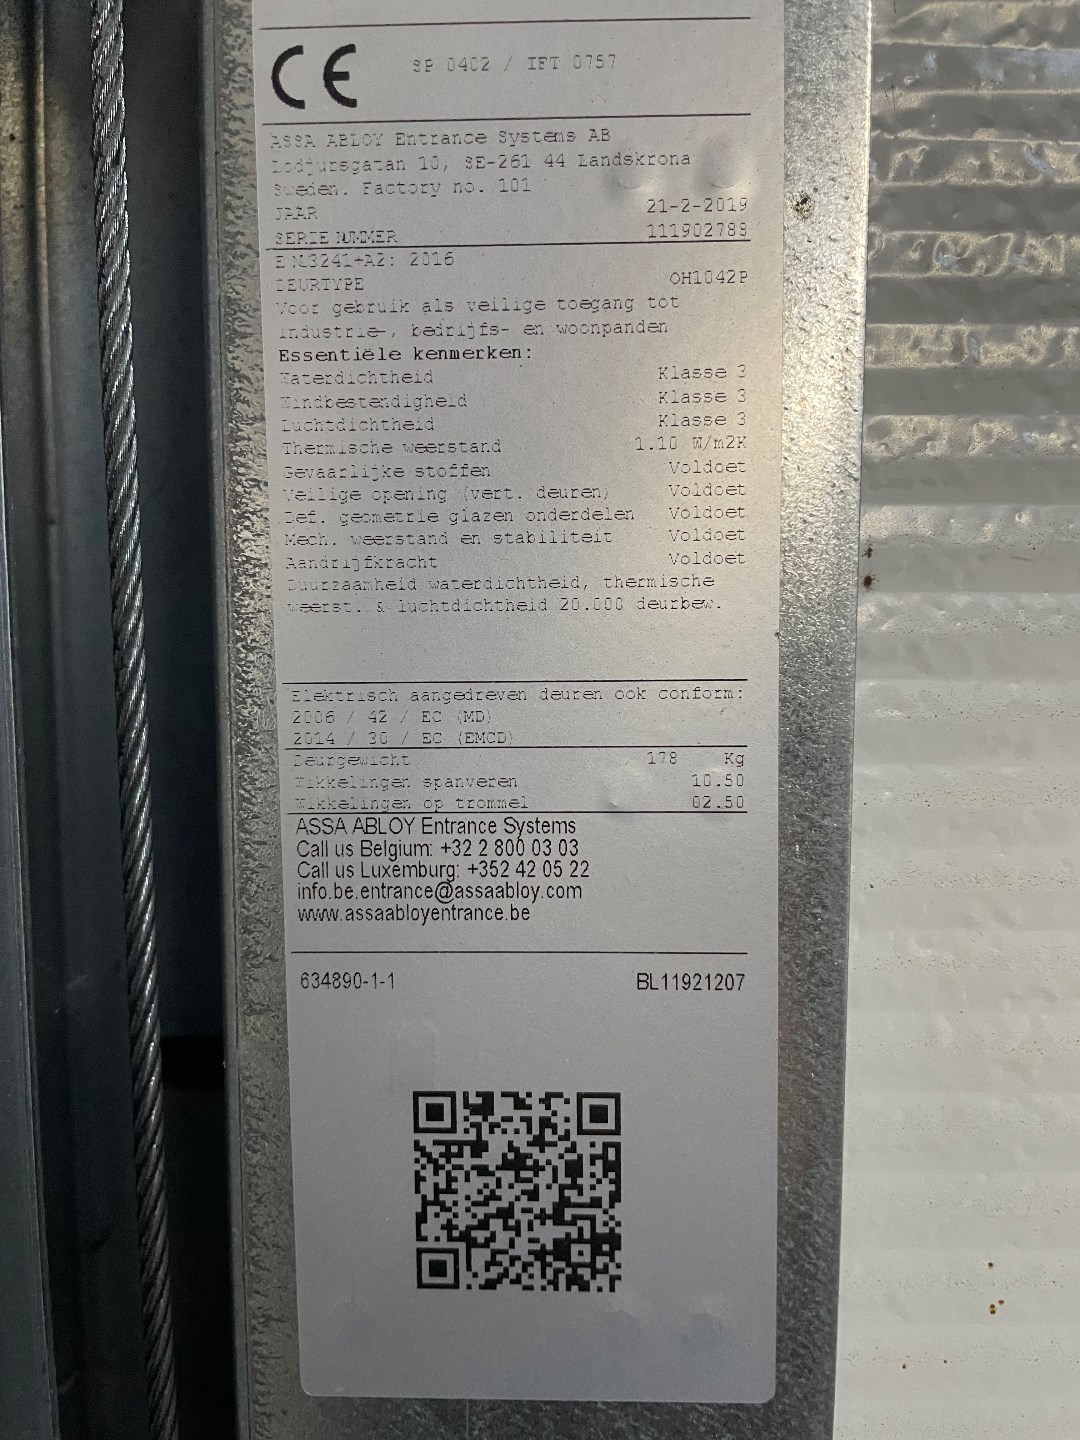 CE SP 0402 / IFT 0757
ASSA ABLOY Entrance Systems AB
Lodjursgatan 10, SE-261 44 Landskrona
Sweden. Factory no. 101
JAAR 21-2-2019
SERIE NUMMER 111902788
EN13241+A2: 2016
DEURTYPE OH1042P
Voor gebruik als veilige toegang tot
industrie-, bedrijfs- en woonpanden
Essentiële kenmerken:
Waterdichtheid Klasse 3
Windbestendigheid Klasse 3
Luchtdichtheid Klasse 3
Thermische weerstand 1.10 W/m2K
Gevaarlijke stoffen Voldoet
Veilige opening (vert. deuren) Voldoet
Def. geometrie glazen onderdelen Voldoet
Mech. weerstand en stabiliteit Voldoet
Aandrijfkracht Voldoet
Duurzaamheid waterdichtheid, thermische
weerst. & luchtdichtheid 20.000 deurbew.
Elektrisch aangedreven deuren ook conform:
2006 / 42 / EC (MD)
2014 / 30 / EC (EMCD)
Deurgewicht 178 Kg
Wikkelingen spanveren 10.50
Wikkelingen op trommel 02.50
ASSA ABLOY Entrance Systems
Call us Belgium: +32 2 800 03 03
Call us Luxemburg: +352 42 05 22
info.be.entrance@assaabloy.com
www.assaabloyentrance.be
634890-1-1 BL11921207